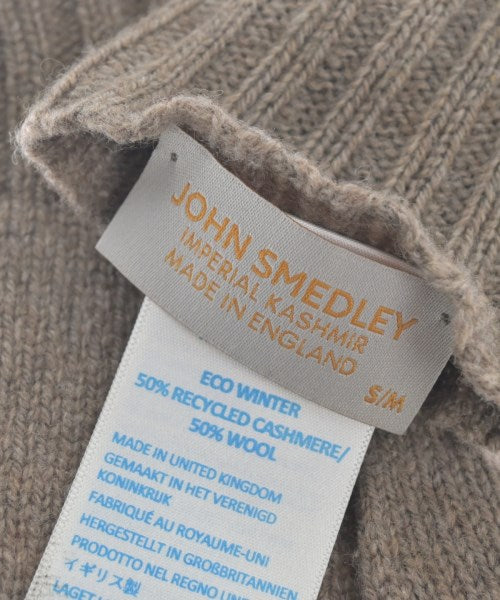 JOHN SMEDLEY
IMPERIAL KASHMIR
MADE IN ENGLAND
S/M
ECO WINTER
50% RECYCLED CASHMERE/
50% WOOL
MADE IN UNITED KINGDOM
GEMAAKT IN HET VERENIGD
KONINKRIJK
FABRIQUÉ AU ROYAUME-UNI
HERGESTELLT IN GROßBRITANNIEN
PRODOTTO NEL REGNO UNI
イギリス製
LAGET I